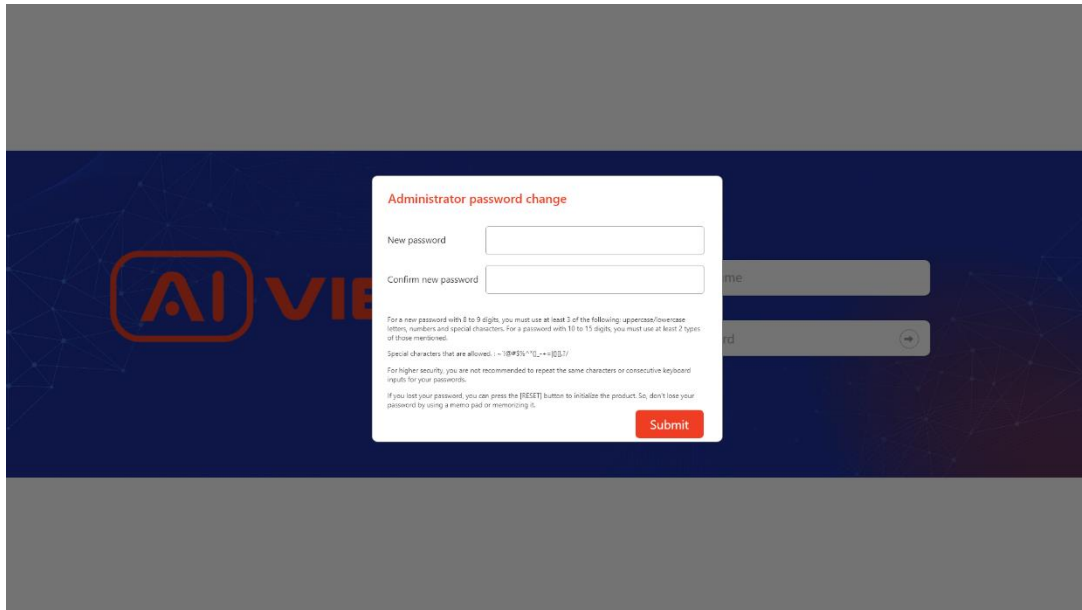 Administrator password change
New password
Confirm new password
AI VIE
me
rd
For a new password with 8 to 9 digits, you must use at least 3 of the following: uppercase/lowercase
letters, numbers and special characters. For a password with 10 to 15 digits, you must use at least 2 types
of those mentioned.
Special characters that are allowed. :
For higher security, you are not recommended to repeat the same characters or consecutive keyboard
inputs for your passwords.
If you lost your password, you can press the [RESET] button to initialize the product. So, don't lose your
password by using a memo pad or memorizing it.
Submit